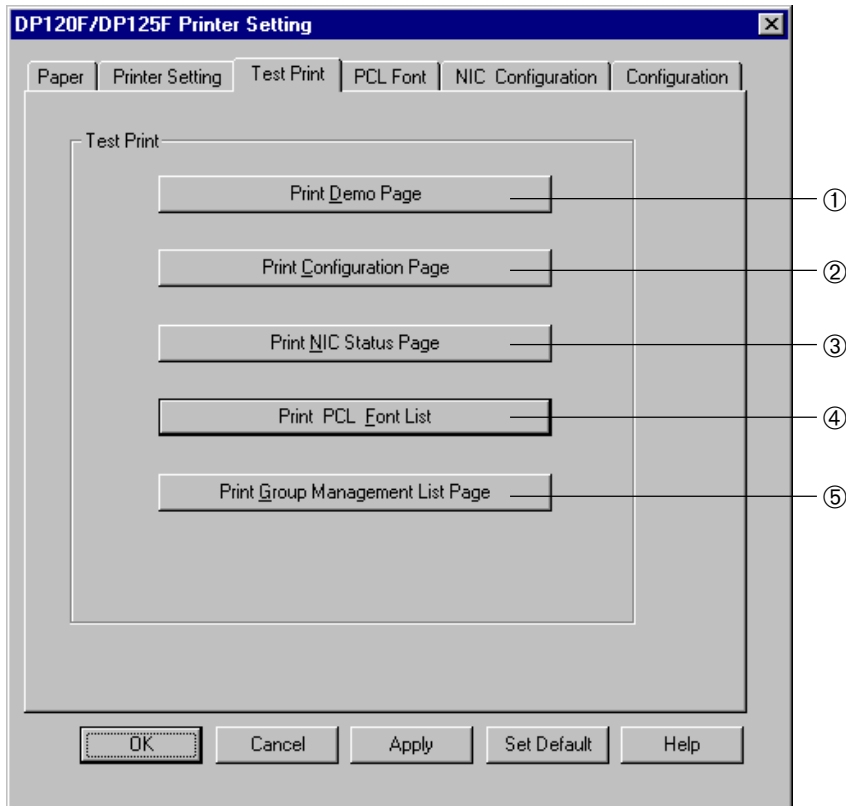 DP120F/DP125F Printer Setting
Paper Printer Setting Test Print PCL Font NIC Configuration Configuration
Test Print
Print Demo Page ①
Print Configuration Page ②
Print NIC Status Page ③
Print PCL Font List ④
Print Group Management List Page ⑤
OK Cancel Apply Set Default Help